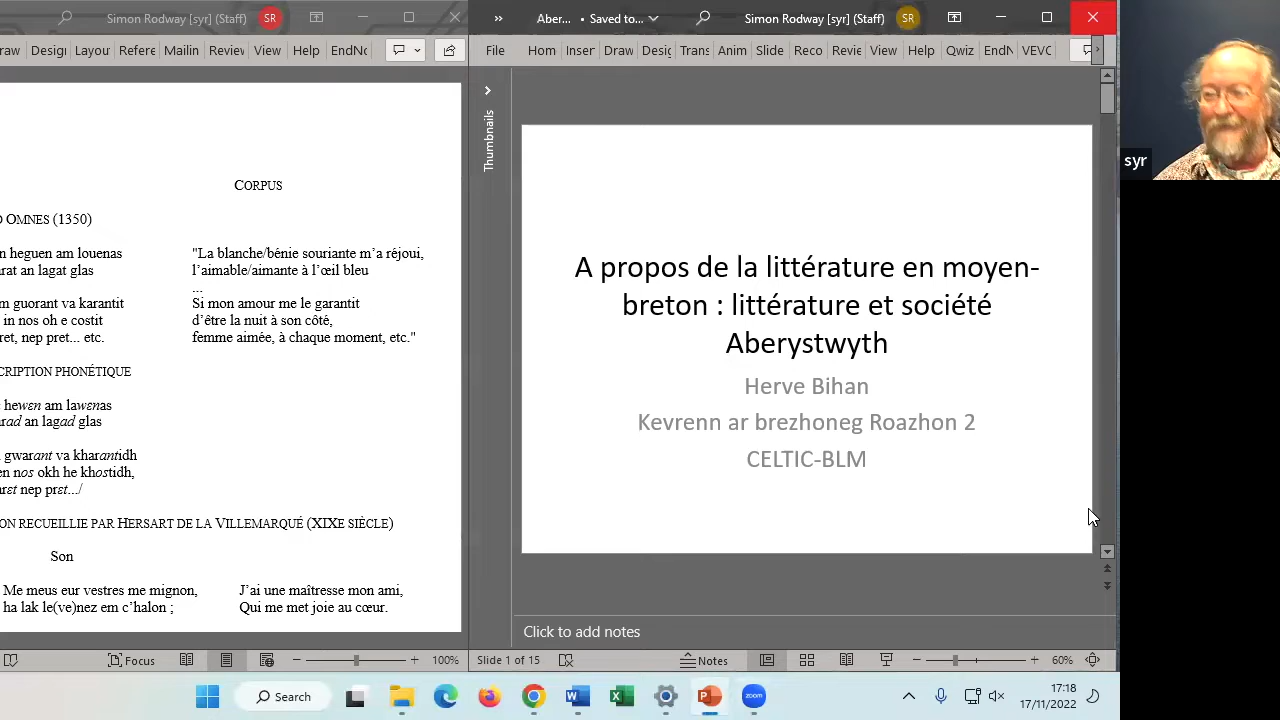 Simon Rodway [syr] (Staff) SR
raw Design Layou Refere Mailin Review View Help EndNo
CORPUS
OMNES (1350)
n heguen am louenas
rat an lagat glas
m guorant va karantit
in nos oh e costit
ret, nep pret... etc.
"La blanche/bénie souriante m'a réjoui,
l'aimable/aimante à l'œil bleu
...
Si mon amour me le garantit
d'être la nuit à son côté,
femme aimée, à chaque moment, etc."
CRIPTION PHONÉTIQUE
hewɛn am lawɛnas
rad an lagad glas
gwarant va kharantidh
en nos okh he khostidh,
rɛt nep prɛt.../
ON RECUEILLIE PAR HERSART DE LA VILLEMARQUÉ (XIXE SIÈCLE)
Son
Me meus eur vestres me mignon,
ha lak le(ve)nez em c'halon ;
J'ai une maîtresse mon ami,
Qui me met joie au cœur.
Focus 100%
» Aber... • Saved to... Simon Rodway [syr] (Staff) SR
File Hom Inser Draw Desig Trans Anim Slide Reco Revie View Help Qwiz EndN VEVC
Thumbnails
A propos de la littérature en moyen-
breton : littérature et société
Aberystwyth
Herve Bihan
Kevrenn ar brezhoneg Roazhon 2
CELTIC-BLM
Click to add notes
Slide 1 of 15 Notes 60%
syr
Search zoom 17:18
17/11/2022